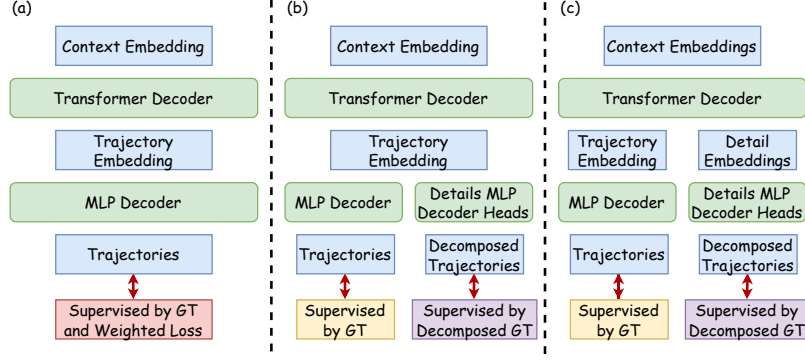 (a)
Context Embedding
Transformer Decoder
Trajectory
Embedding
MLP Decoder
Trajectories
Supervised by GT
and Weighted Loss
(b)
Context Embedding
Transformer Decoder
Trajectory
Embedding
MLP Decoder
Details MLP
Decoder Heads
Trajectories
Decomposed
Trajectories
Supervised
by GT
Supervised by
Decomposed GT
(c)
Context Embeddings
Transformer Decoder
Trajectory
Embedding
Detail
Embeddings
MLP Decoder
Details MLP
Decoder Heads
Trajectories
Decomposed
Trajectories
Supervised
by GT
Supervised by
Decomposed GT